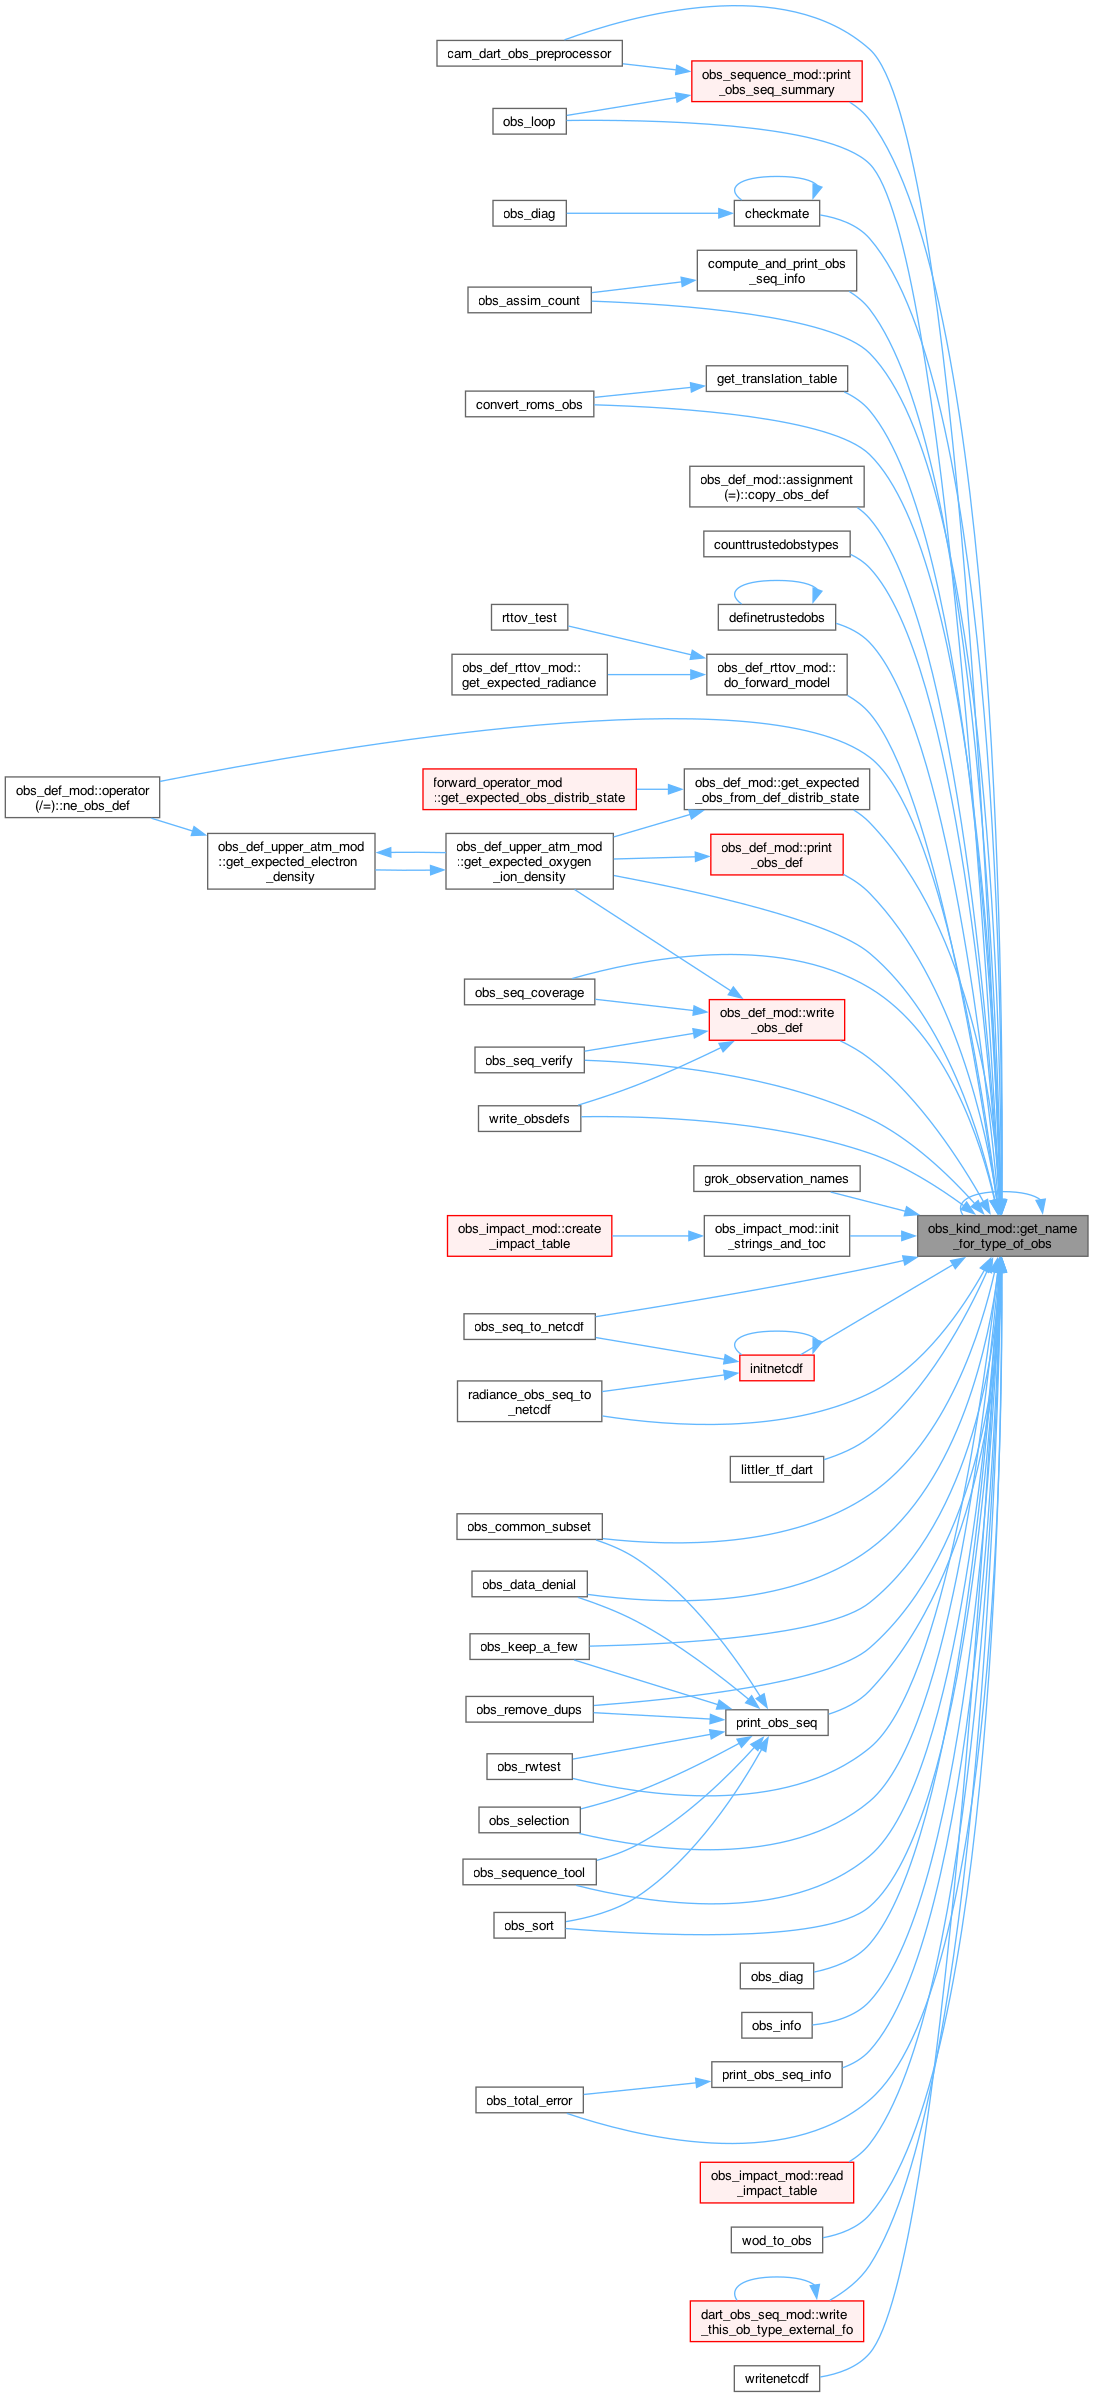 cam_dart_obs_preprocessor
obs_sequence_mod::print
_obs_seq_summary
obs_loop
checkmate
obs_diag
compute_and_print_obs
_seq_info
obs_assim_count
get_translation_table
convert_roms_obs
obs_def_mod::assignment
(=)::copy_obs_def
counttrustedobstypes
definetrustedobs
rttov_test
obs_def_rttov_mod::
get_expected_radiance
obs_def_rttov_mod::
do_forward_model
obs_def_mod::operator
(/=)::ne_obs_def
forward_operator_mod
::get_expected_obs_distrib_state
obs_def_mod::get_expected
_obs_from_def_distrib_state
obs_def_upper_atm_mod
::get_expected_electron
_density
obs_def_upper_atm_mod
::get_expected_oxygen
_ion_density
obs_def_mod::print
_obs_def
obs_seq_coverage
obs_def_mod::write
_obs_def
obs_seq_verify
write_obsdefs
grok_observation_names
obs_impact_mod::create
_impact_table
obs_impact_mod::init
_strings_and_toc
obs_kind_mod::get_name
_for_type_of_obs
obs_seq_to_netcdf
initnetcdf
radiance_obs_seq_to
_netcdf
littler_tf_dart
obs_common_subset
obs_data_denial
obs_keep_a_few
obs_remove_dups
print_obs_seq
obs_rwtest
obs_selection
obs_sequence_tool
obs_sort
obs_diag
obs_info
print_obs_seq_info
obs_total_error
obs_impact_mod::read
_impact_table
wod_to_obs
dart_obs_seq_mod::write
_this_ob_type_external_fo
writenetcdf